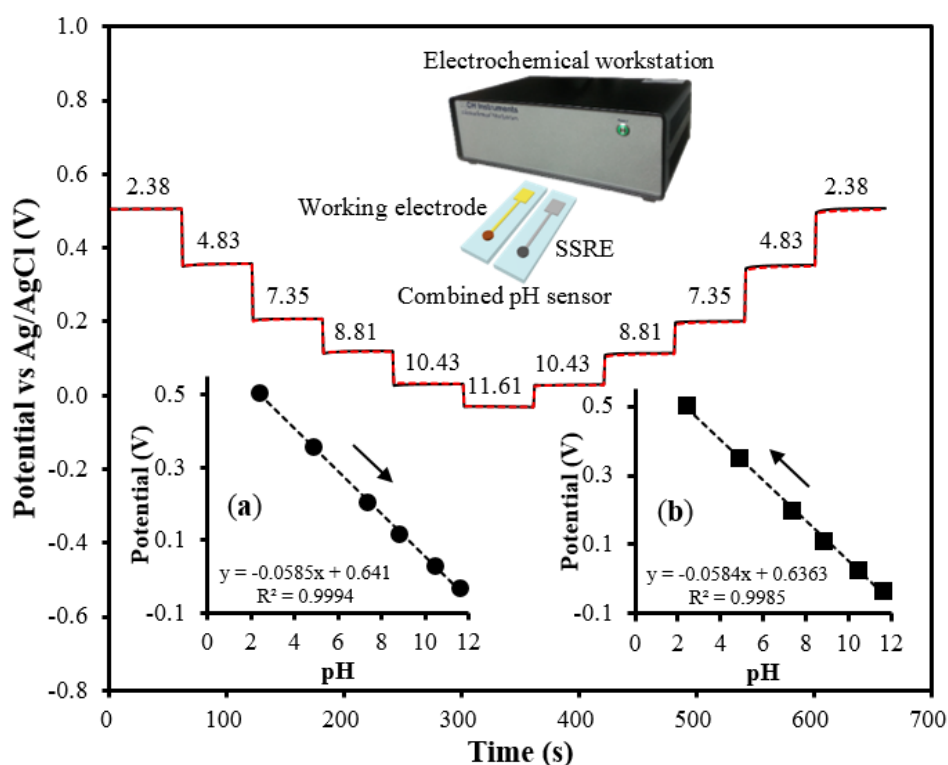 Potential vs Ag/AgCl (V)
1.0
0.8
0.6
0.4
0.2
0.0
-0.2
-0.4
-0.6
-0.8
0
100
200
300
400
500
600
700
Time (s)
Electrochemical workstation
CH Instruments
Working electrode
SSRE
Combined pH sensor
2.38
4.83
7.35
8.81
10.43
11.61
10.43
8.81
7.35
4.83
2.38
Potential (V)
0.5
0.3
0.1
-0.1
(a)
y = -0.0585x + 0.641
R² = 0.9994
0 2 4 6 8 10 12
pH
Potential (V)
0.5
0.3
0.1
-0.1
(b)
y = -0.0584x + 0.6363
R² = 0.9985
0 2 4 6 8 10 12
pH